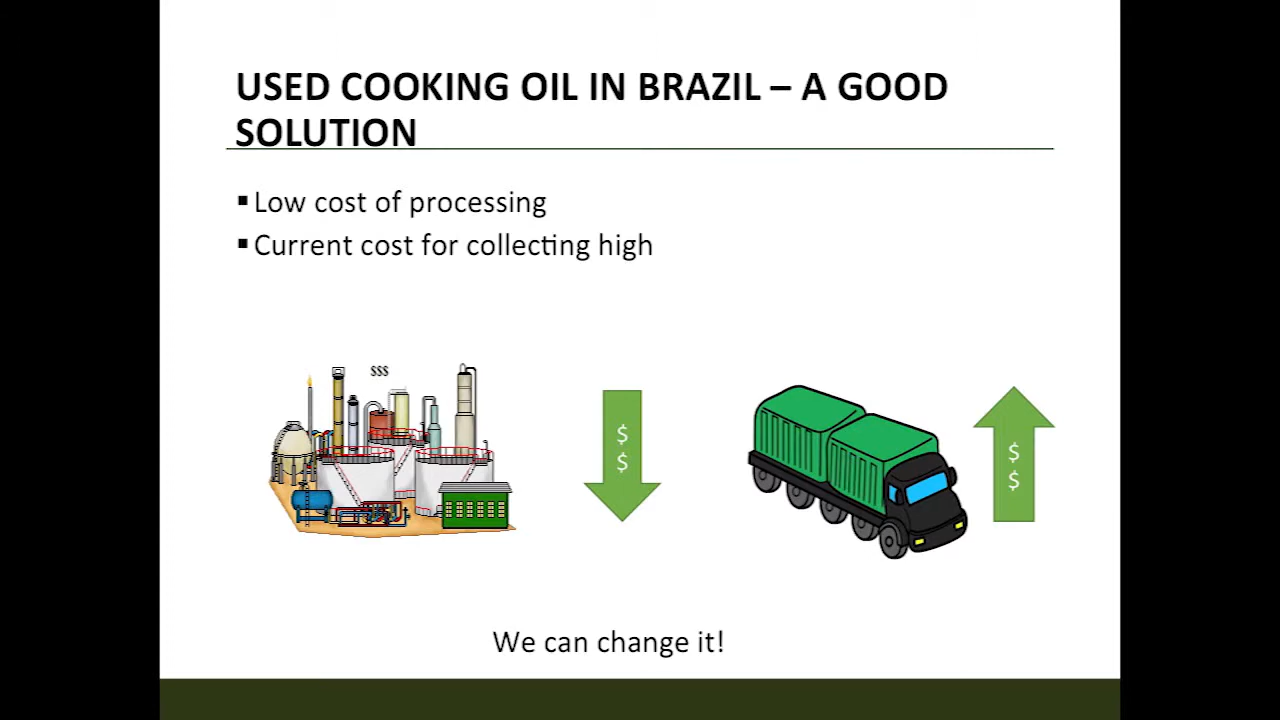 USED COOKING OIL IN BRAZIL – A GOOD
SOLUTION
▪ Low cost of processing
▪ Current cost for collecting high
$$$
$
$
$
$
We can change it!